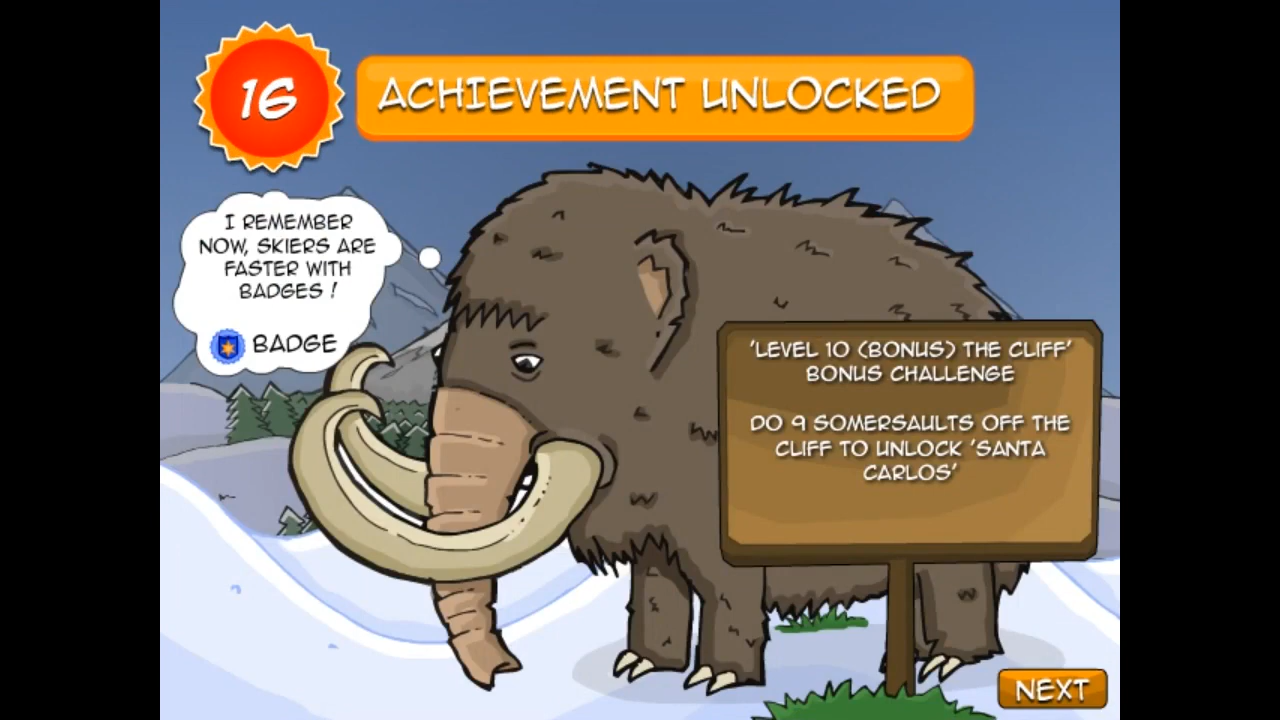 16
ACHIEVEMENT UNLOCKED
I REMEMBER
NOW, SKIERS ARE
FASTER WITH
BADGES !
BADGE
'LEVEL 10 (BONUS) THE CLIFF'
BONUS CHALLENGE
DO 9 SOMERSAULTS OFF THE
CLIFF TO UNLOCK 'SANTA
CARLOS'
NEXT